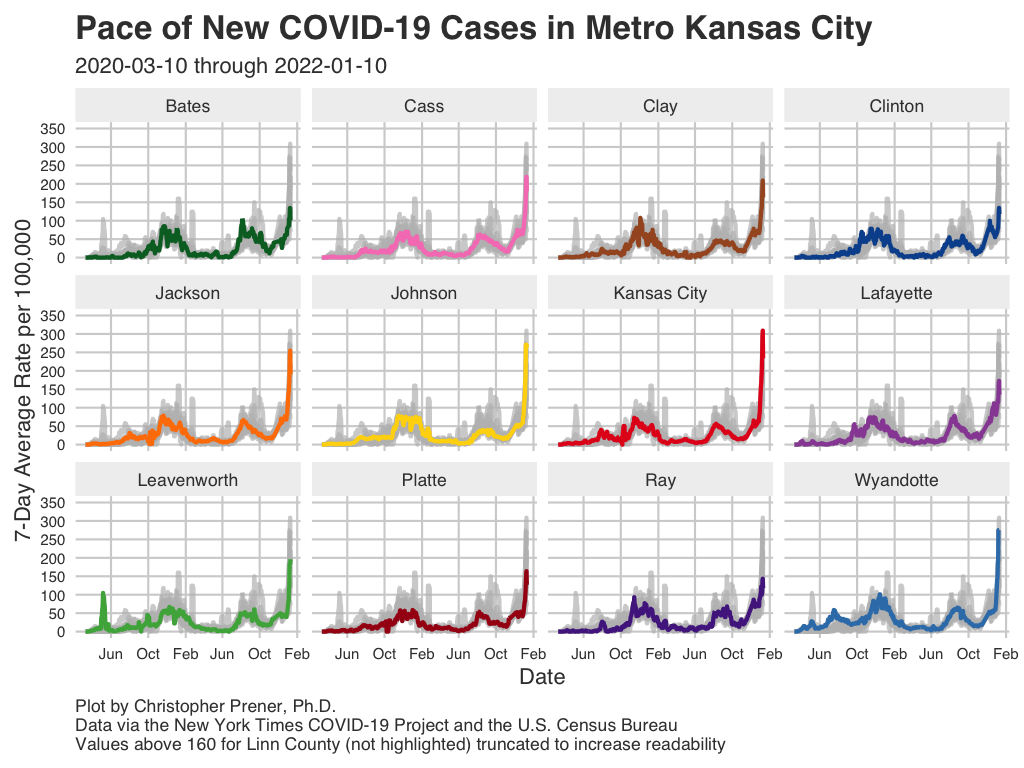 Pace of New COVID-19 Cases in Metro Kansas City
2020-03-10 through 2022-01-10
Bates Cass Clay Clinton
350
300
250
200
150
100
50
0
Jackson Johnson Kansas City Lafayette
350
300
250
200
150
100
50
0
Leavenworth Platte Ray Wyandotte
350
300
250
200
150
100
50
0
7-Day Average Rate per 100,000
Jun Oct Feb Jun Oct Feb Jun Oct Feb Jun Oct Feb Jun Oct Feb Jun Oct Feb Jun Oct Feb Jun Oct Feb
Date
Plot by Christopher Prener, Ph.D.
Data via the New York Times COVID-19 Project and the U.S. Census Bureau
Values above 160 for Linn County (not highlighted) truncated to increase readability